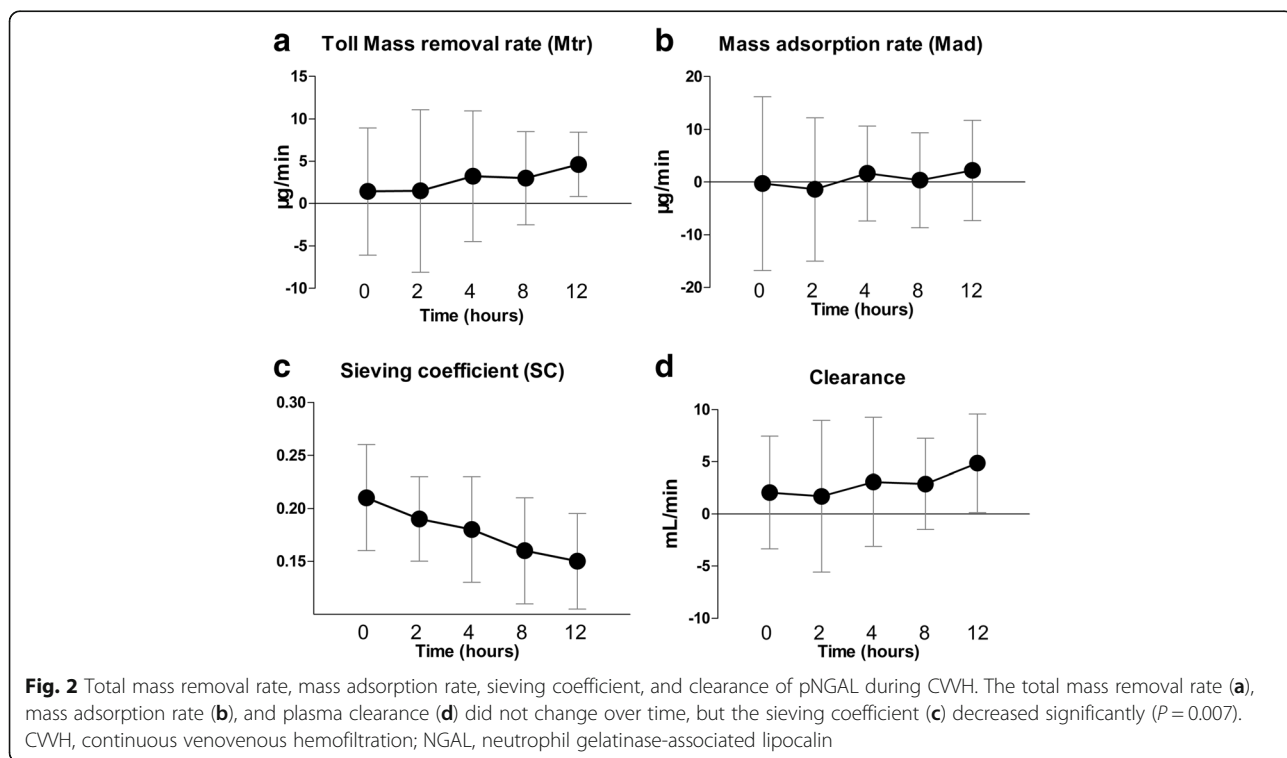 a Toll Mass removal rate (Mtr)
15
10
5
0
-5
-10
µg/min
0 2 4 8 12
Time (hours)
b Mass adsorption rate (Mad)
20
10
0
-10
-20
µg/min
0 2 4 8 12
Time (hours)
c Sieving coefficient (SC)
0.30
0.25
0.20
0.15
0 2 4 8 12
Time (hours)
d Clearance
10
5
0
-5
-10
mL/min
0 2 4 8 12
Time (hours)
Fig. 2 Total mass removal rate, mass adsorption rate, sieving coefficient, and clearance of pNGAL during CVVH. The total mass removal rate (a),
mass adsorption rate (b), and plasma clearance (d) did not change over time, but the sieving coefficient (c) decreased significantly (P = 0.007).
CVVH, continuous venovenous hemofiltration; NGAL, neutrophil gelatinase-associated lipocalin